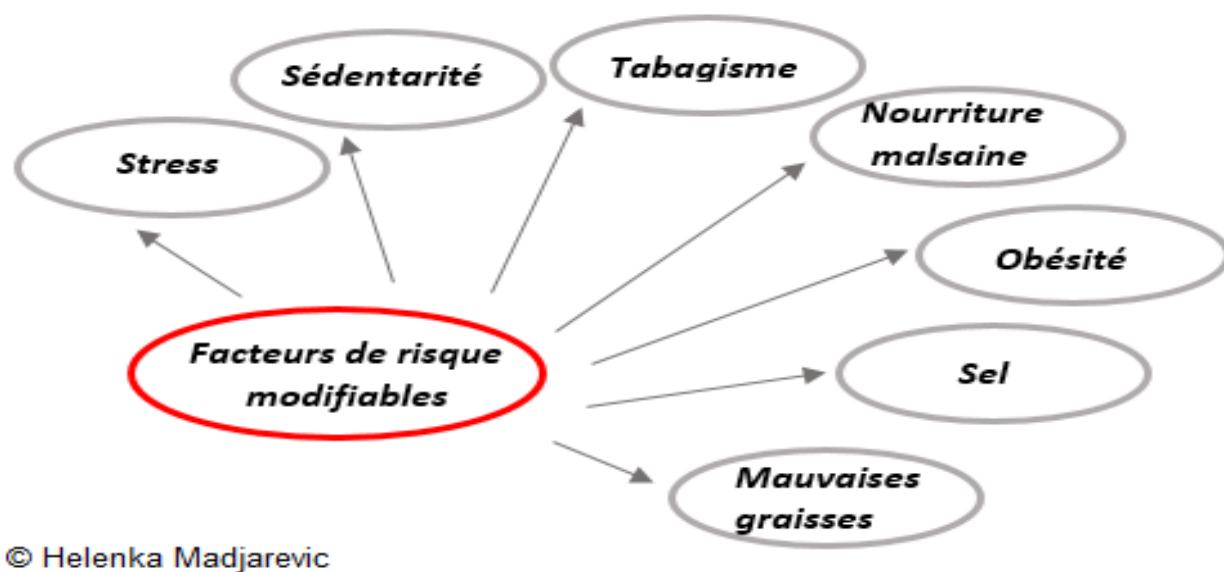 Sédentarité
Tabagisme
Stress
Nourriture
malsaine
Obésité
Facteurs de risque
modifiables
Sel
Mauvaises
graisses
© Helenka Madjarevic